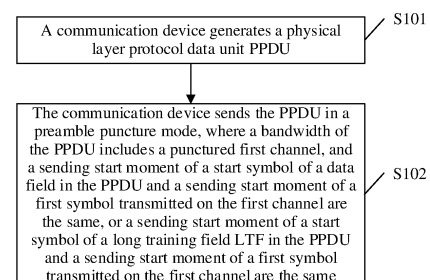 A communication device generates a physical
layer protocol data unit PPDU
S101
The communication device sends the PPDU in a
preamble puncture mode, where a bandwidth of
the PPDU includes a punctured first channel, and
a sending start moment of a start symbol of a data
field in the PPDU and a sending start moment of a
first symbol transmitted on the first channel are
the same, or a sending start moment of a start
symbol of a long training field LTF in the PPDU
and a sending start moment of a first symbol
transmitted on the first channel are the same
S102